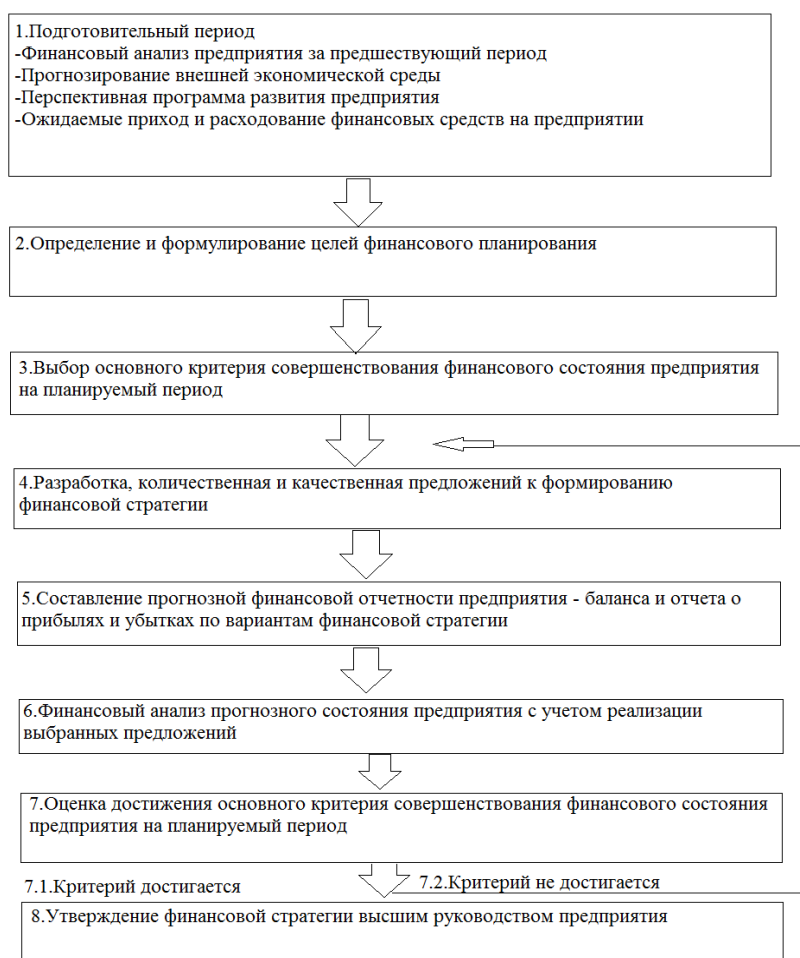 1.Подготовительный период
-Финансовый анализ предприятия за предшествующий период
-Прогнозирование внешней экономической среды
-Перспективная программа развития предприятия
-Ожидаемые приход и расходование финансовых средств на предприятии
2.Определение и формулирование целей финансового планирования
3.Выбор основного критерия совершенствования финансового состояния предприятия
на планируемый период
4.Разработка, количественная и качественная предложений к формированию
финансовой стратегии
5.Составление прогнозной финансовой отчетности предприятия - баланса и отчета о
прибылях и убытках по вариантам финансовой стратегии
6.Финансовый анализ прогнозного состояния предприятия с учетом реализации
выбранных предложений
7.Оценка достижения основного критерия совершенствования финансового состояния
предприятия на планируемый период
7.1.Критерий достигается
7.2.Критерий не достигается
8.Утверждение финансовой стратегии высшим руководством предприятия